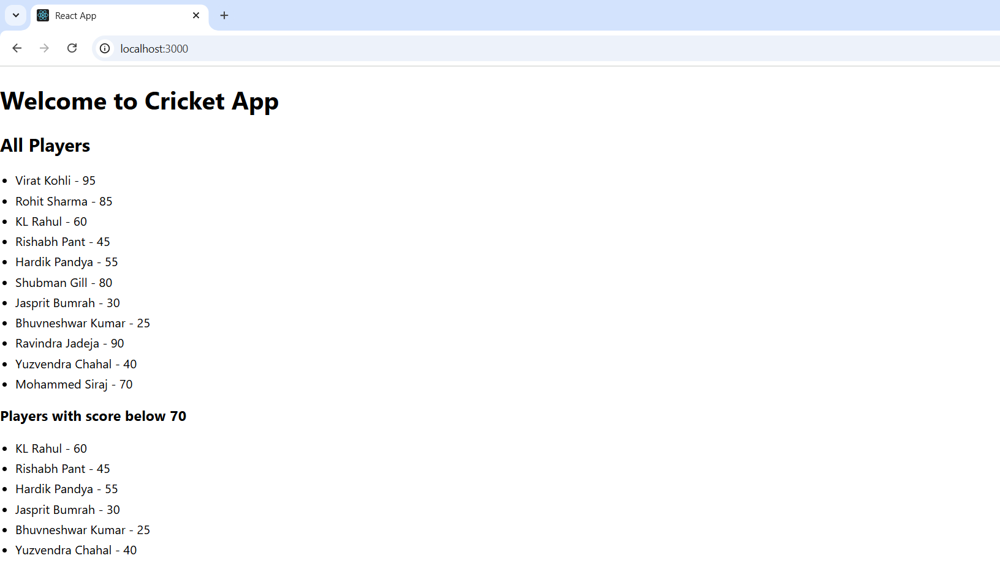 React App
localhost:3000
Welcome to Cricket App
All Players
Virat Kohli - 95
Rohit Sharma - 85
KL Rahul - 60
Rishabh Pant - 45
Hardik Pandya - 55
Shubman Gill - 80
Jasprit Bumrah - 30
Bhuvneshwar Kumar - 25
Ravindra Jadeja - 90
Yuzvendra Chahal - 40
Mohammed Siraj - 70
Players with score below 70
KL Rahul - 60
Rishabh Pant - 45
Hardik Pandya - 55
Jasprit Bumrah - 30
Bhuvneshwar Kumar - 25
Yuzvendra Chahal - 40